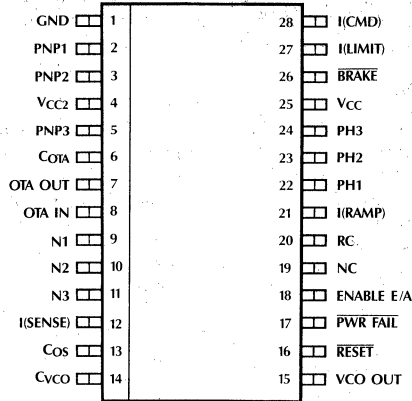 GND 1 28 I(CMD)
PNP1 2 27 I(LIMIT)
PNP2 3 26 BRAKE
VCC2 4 25 VCC
PNP3 5 24 PH3
COTA 6 23 PH2
OTA OUT 7 22 PH1
OTA IN 8 21 I(RAMP)
N1 9 20 RC
N2 10 19 NC
N3 11 18 ENABLE E/A
I(SENSE) 12 17 PWR FAIL
COS 13 16 RESET
CVCO 14 15 VCO OUT